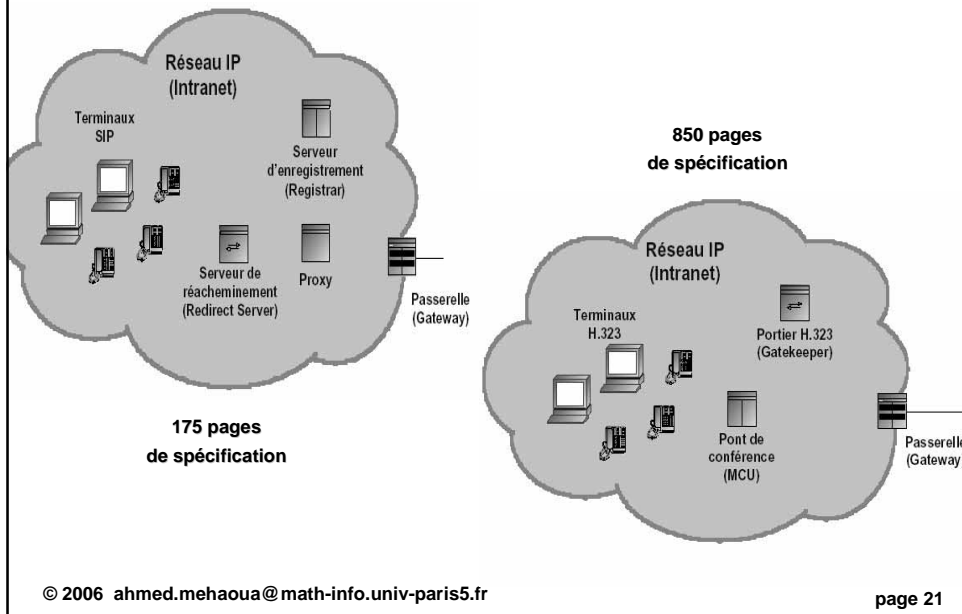 Réseau IP
(Intranet)
Terminaux
SIP
Serveur
d'enregistrement
(Registrar)
Serveur de
réacheminement
(Redirect Server)
Proxy
Passerelle
(Gateway)
175 pages
de spécification
850 pages
de spécification
Réseau IP
(Intranet)
Terminaux
H.323
Portier H.323
(Gatekeeper)
Pont de
conférence
(MCU)
Passerelle
(Gateway
© 2006 ahmed.mehaoua@math-info.univ-paris5.fr
page 21